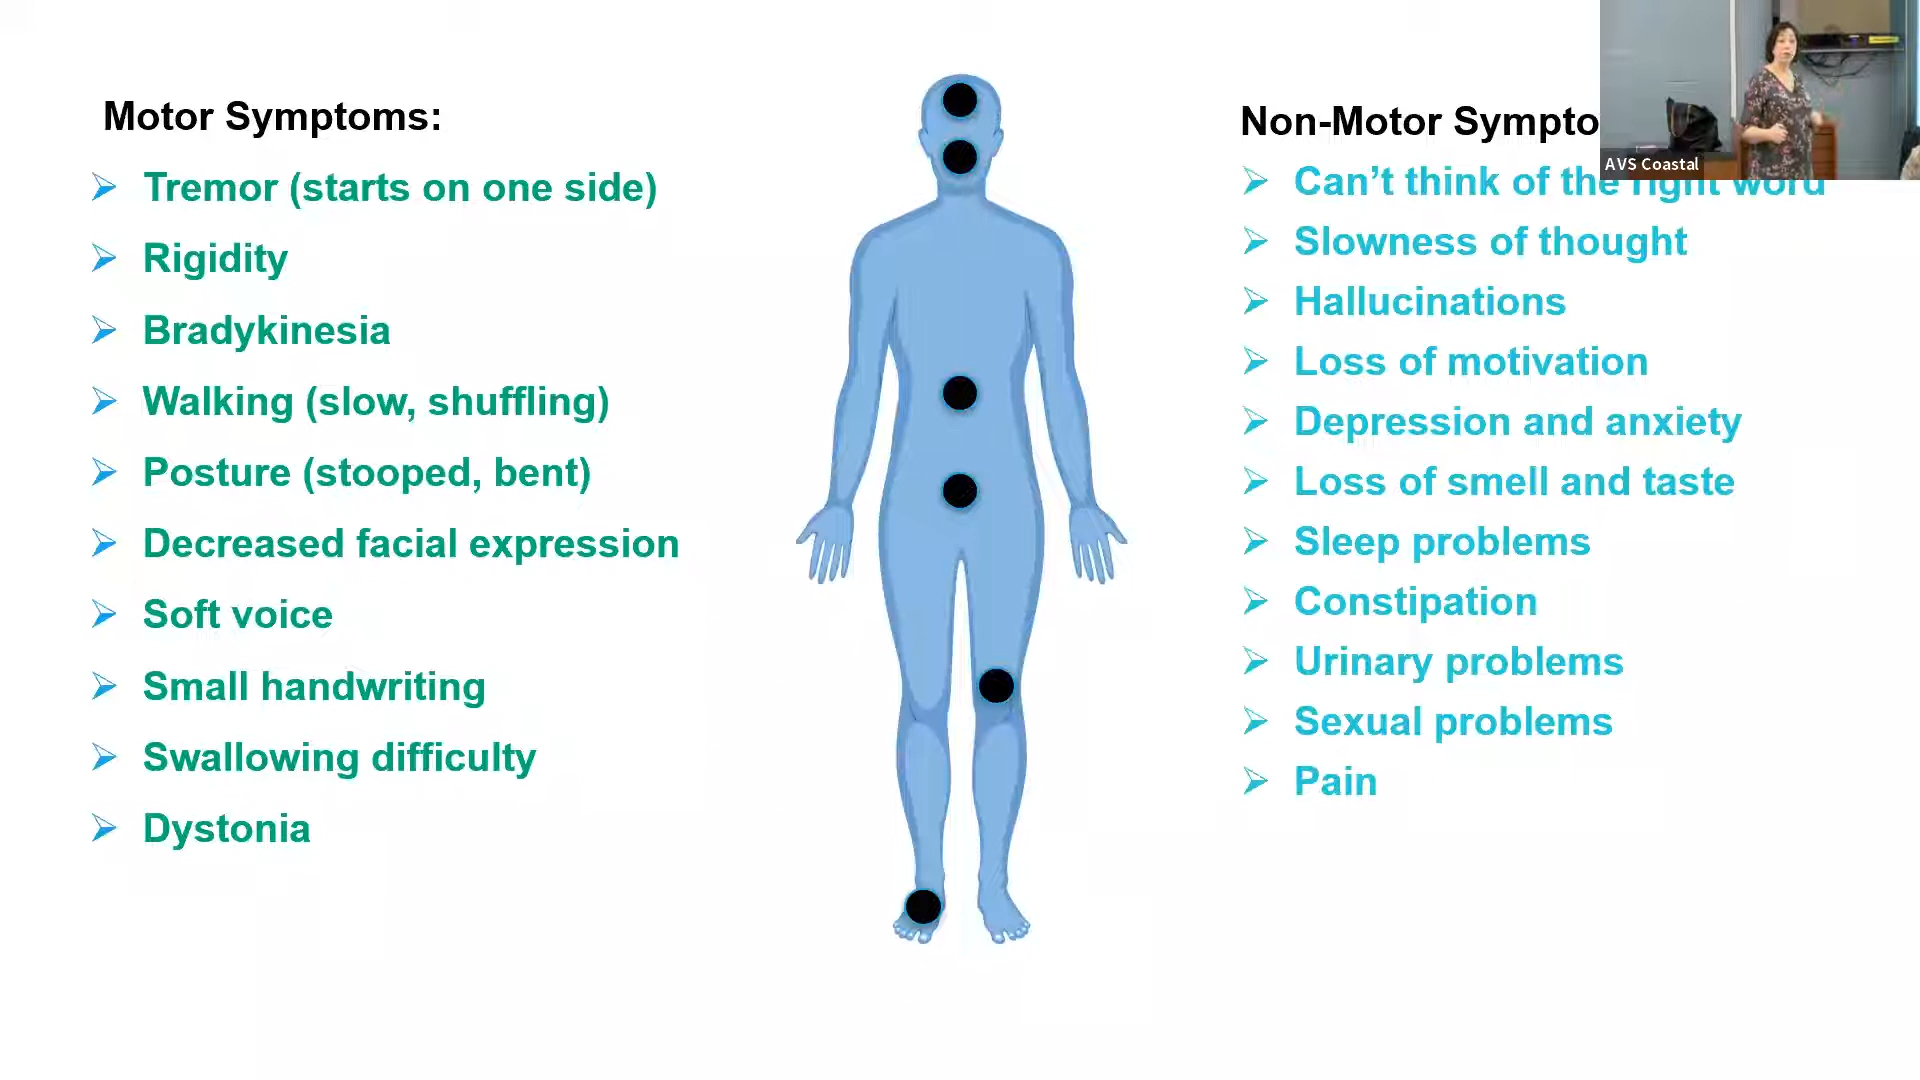 Motor Symptoms:
Tremor (starts on one side)
Rigidity
Bradykinesia
Walking (slow, shuffling)
Posture (stooped, bent)
Decreased facial expression
Soft voice
Small handwriting
Swallowing difficulty
Dystonia
Non-Motor Sympto
Can’t think of the right word
Slowness of thought
Hallucinations
Loss of motivation
Depression and anxiety
Loss of smell and taste
Sleep problems
Constipation
Urinary problems
Sexual problems
Pain
AVS Coastal